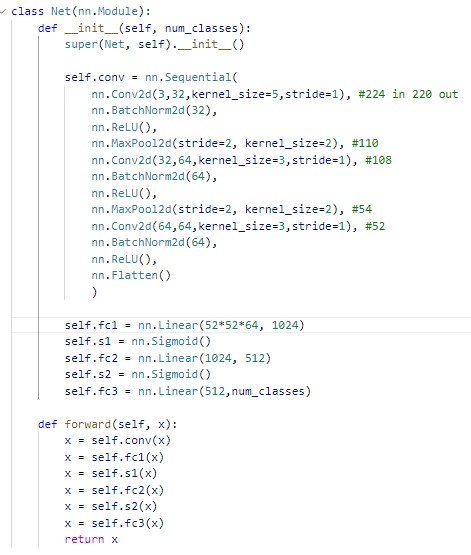 class Net(nn.Module):
    def __init__(self, num_classes):
        super(Net, self).__init__()

        self.conv = nn.Sequential(
            nn.Conv2d(3,32,kernel_size=5,stride=1), #224 in 220 out
            nn.BatchNorm2d(32),
            nn.ReLU(),
            nn.MaxPool2d(stride=2, kernel_size=2), #110
            nn.Conv2d(32,64,kernel_size=3,stride=1), #108
            nn.BatchNorm2d(64),
            nn.ReLU(),
            nn.MaxPool2d(stride=2, kernel_size=2), #54
            nn.Conv2d(64,64,kernel_size=3,stride=1), #52
            nn.BatchNorm2d(64),
            nn.ReLU(),
            nn.Flatten()
            )

        self.fc1 = nn.Linear(52*52*64, 1024)
        self.s1 = nn.Sigmoid()
        self.fc2 = nn.Linear(1024, 512)
        self.s2 = nn.Sigmoid()
        self.fc3 = nn.Linear(512,num_classes)

    def forward(self, x):
        x = self.conv(x)
        x = self.fc1(x)
        x = self.s1(x)
        x = self.fc2(x)
        x = self.s2(x)
        x = self.fc3(x)
        return x